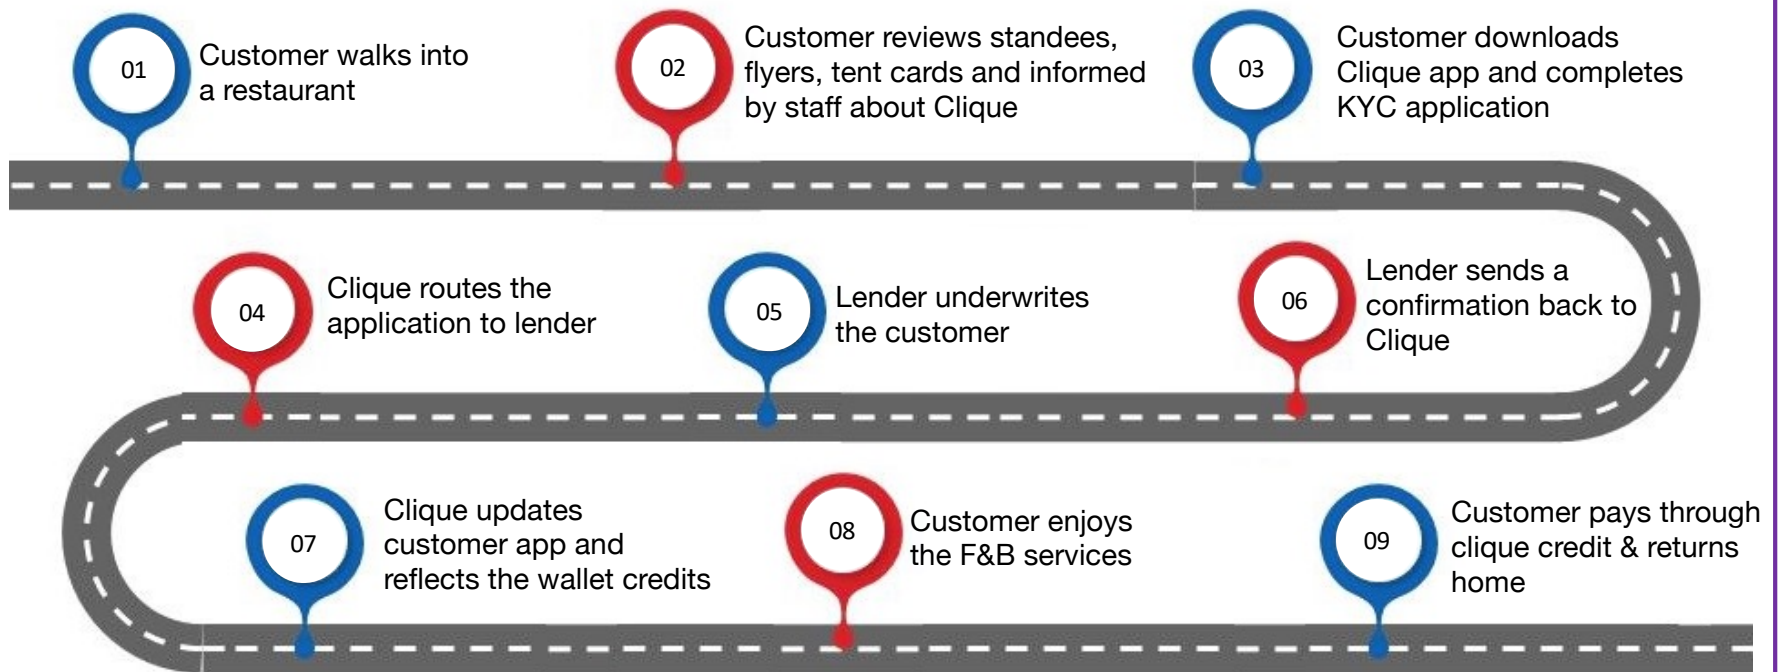 01
Customer walks into
a restaurant
02
Customer reviews standees,
flyers, tent cards and informed
by staff about Clique
03
Customer downloads
Clique app and completes
KYC application
04
Clique routes the
application to lender
05
Lender underwrites
the customer
06
Lender sends a
confirmation back to
Clique
07
Clique updates
customer app and
reflects the wallet credits
08
Customer enjoys
the F&B services
09
Customer pays through
clique credit & returns
home